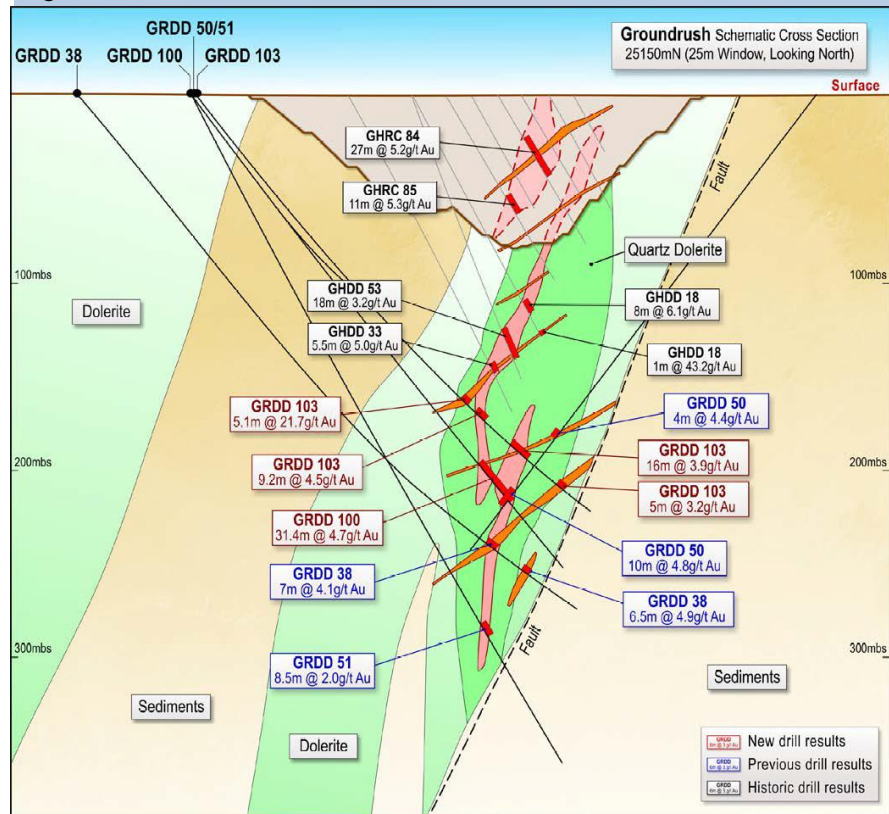 GRDD 50/51
GRDD 38
GRDD 100
GRDD 103
Groundrush Schematic Cross Section
25150mN (25m Window, Looking North)
Surface
GHRC 84
27m @ 5.2g/t Au
GHRC 85
11m @ 5.3g/t Au
Fault
Quartz Dolerite
100mbs
100mbs
GHDD 53
18m @ 3.2g/t Au
GHDD 18
8m @ 6.1g/t Au
Dolerite
GHDD 33
5.5m @ 5.0g/t Au
GHDD 18
1m @ 43.2g/t Au
GRDD 103
5.1m @ 21.7g/t Au
GRDD 50
4m @ 4.4g/t Au
200mbs
200mbs
GRDD 103
9.2m @ 4.5g/t Au
GRDD 103
16m @ 3.9g/t Au
GRDD 103
5m @ 3.2g/t Au
GRDD 100
31.4m @ 4.7g/t Au
GRDD 50
10m @ 4.8g/t Au
GRDD 38
7m @ 4.1g/t Au
GRDD 38
6.5m @ 4.9g/t Au
Fault
300mbs
300mbs
GRDD 51
8.5m @ 2.0g/t Au
Sediments
Sediments
Dolerite
New drill results
Previous drill results
Historic drill results